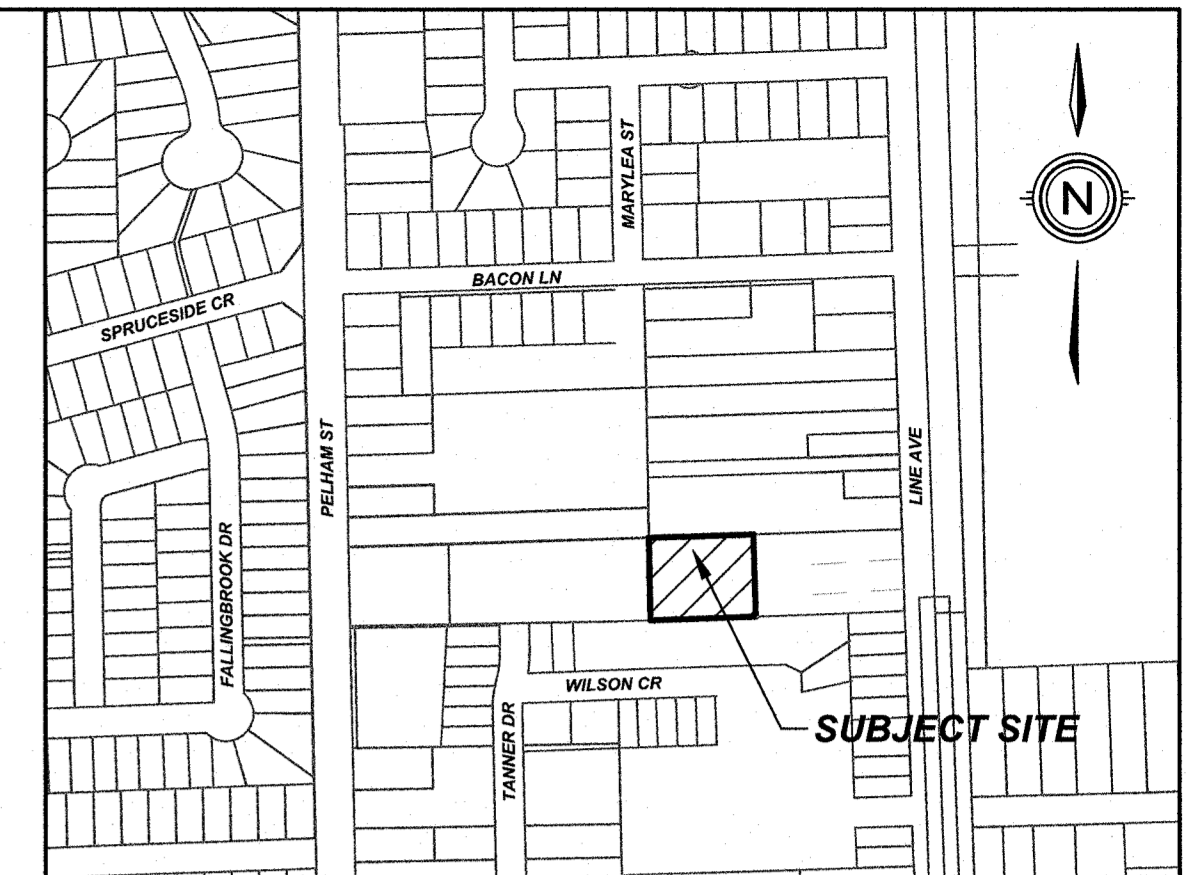 MARYLEA ST
N
BACON LN
SPRUCESIDE CR
PELHAM ST
LINE AVE
FALLINGBROOK DR
WILSON CR
SUBJECT SITE
TANNER DR